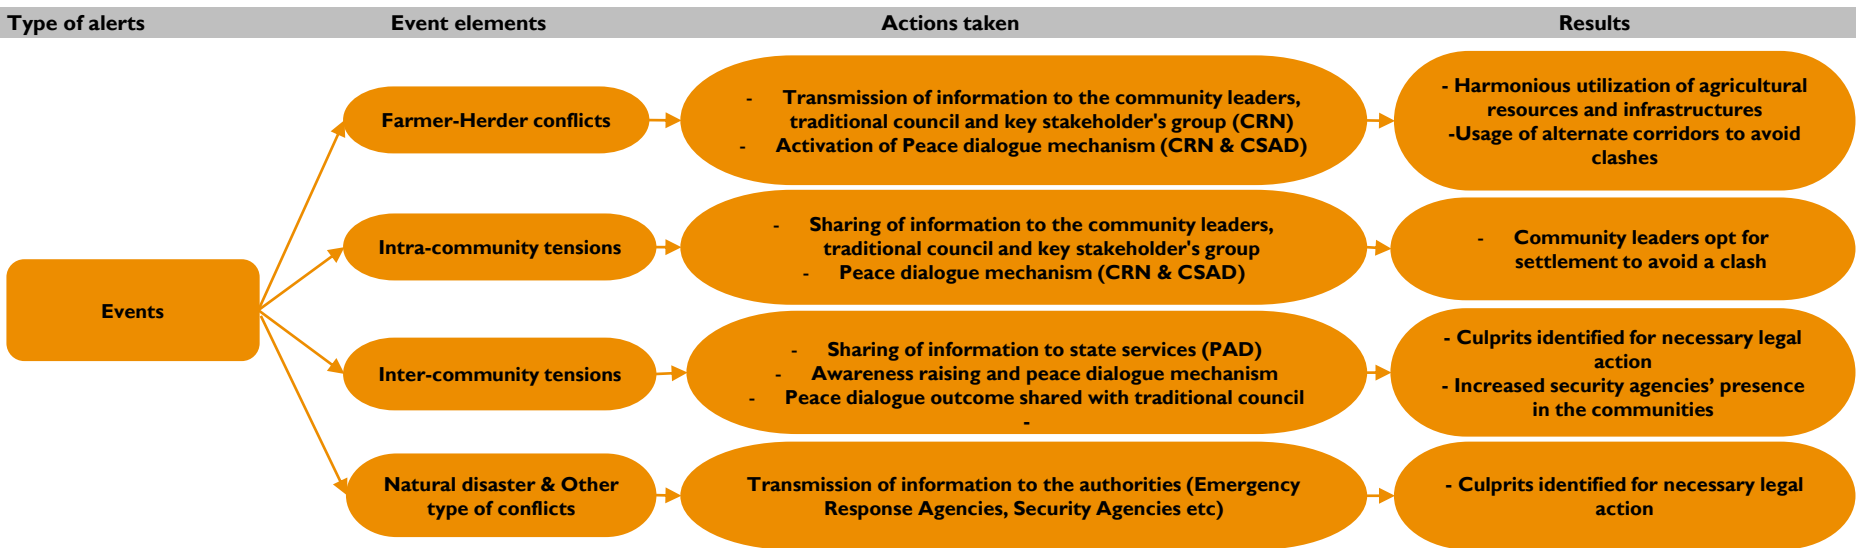 Type of alerts
Event elements
Actions taken
Results
Events
Farmer-Herder conflicts
- Transmission of information to the community leaders,
traditional council and key stakeholder's group (CRN)
- Activation of Peace dialogue mechanism (CRN & CSAD)
- Harmonious utilization of agricultural
resources and infrastructures
-Usage of alternate corridors to avoid
clashes
Intra-community tensions
- Sharing of information to the community leaders,
traditional council and key stakeholder's group
- Peace dialogue mechanism (CRN & CSAD)
- Community leaders opt for
settlement to avoid a clash
Inter-community tensions
- Sharing of information to state services (PAD)
- Awareness raising and peace dialogue mechanism
- Peace dialogue outcome shared with traditional council
-
- Culprits identified for necessary legal
action
- Increased security agencies’ presence
in the communities
Natural disaster & Other
type of conflicts
Transmission of information to the authorities (Emergency
Response Agencies, Security Agencies etc)
- Culprits identified for necessary legal
action